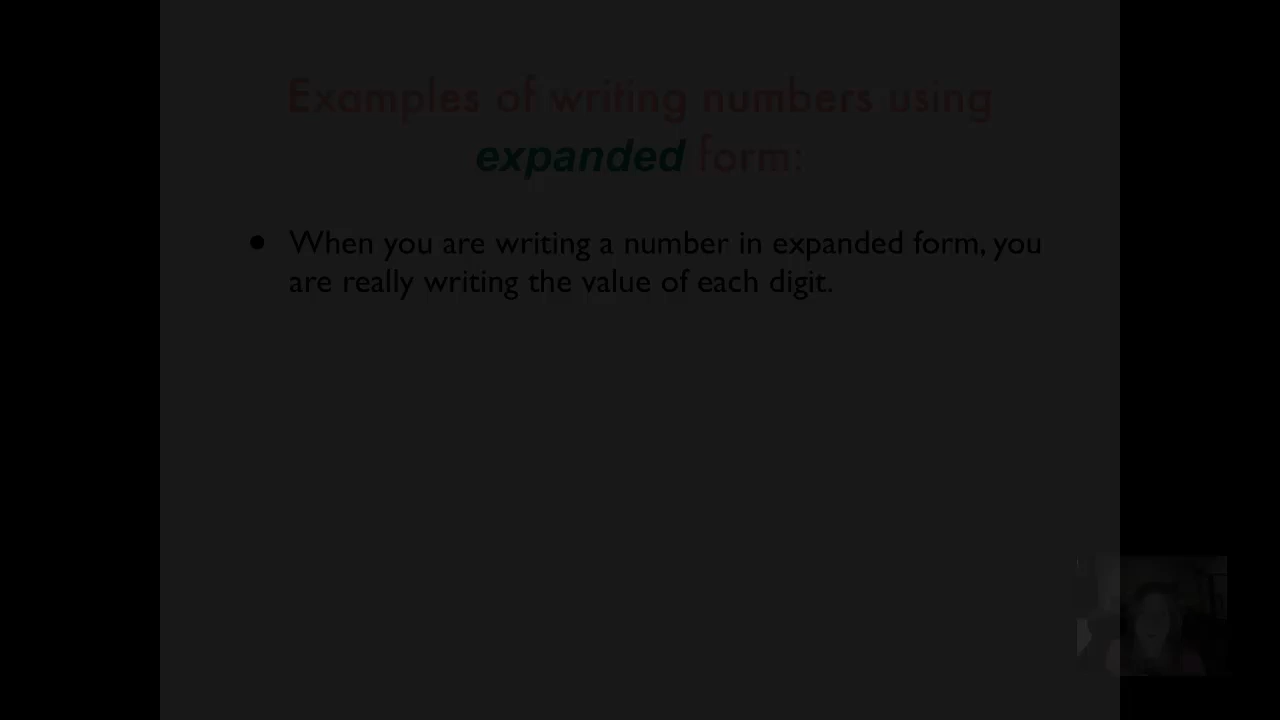 Examples of writing numbers using
expanded form:
• When you are writing a number in expanded form, you
are really writing the value of each digit.